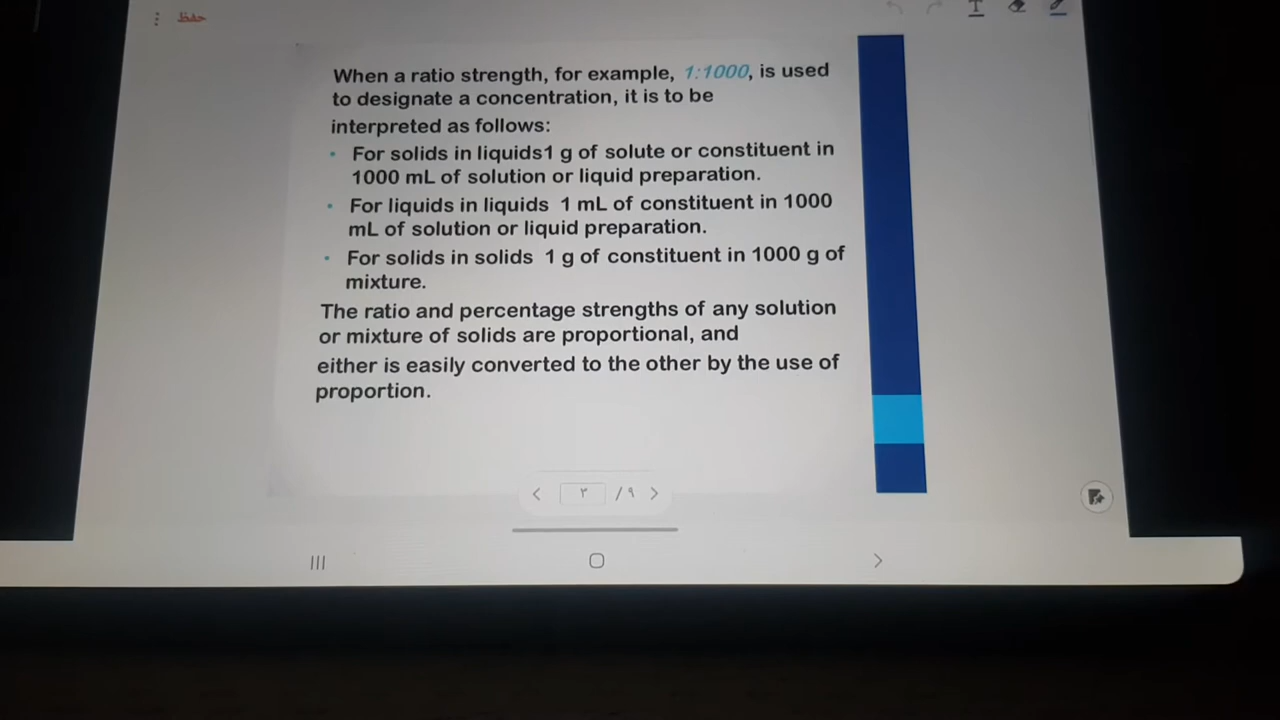 حفظ
When a ratio strength, for example, 1:1000, is used
to designate a concentration, it is to be
interpreted as follows:
• For solids in liquids1 g of solute or constituent in
1000 mL of solution or liquid preparation.
• For liquids in liquids 1 mL of constituent in 1000
mL of solution or liquid preparation.
• For solids in solids 1 g of constituent in 1000 g of
mixture.
The ratio and percentage strengths of any solution
or mixture of solids are proportional, and
either is easily converted to the other by the use of
proportion.
٣ / ٩